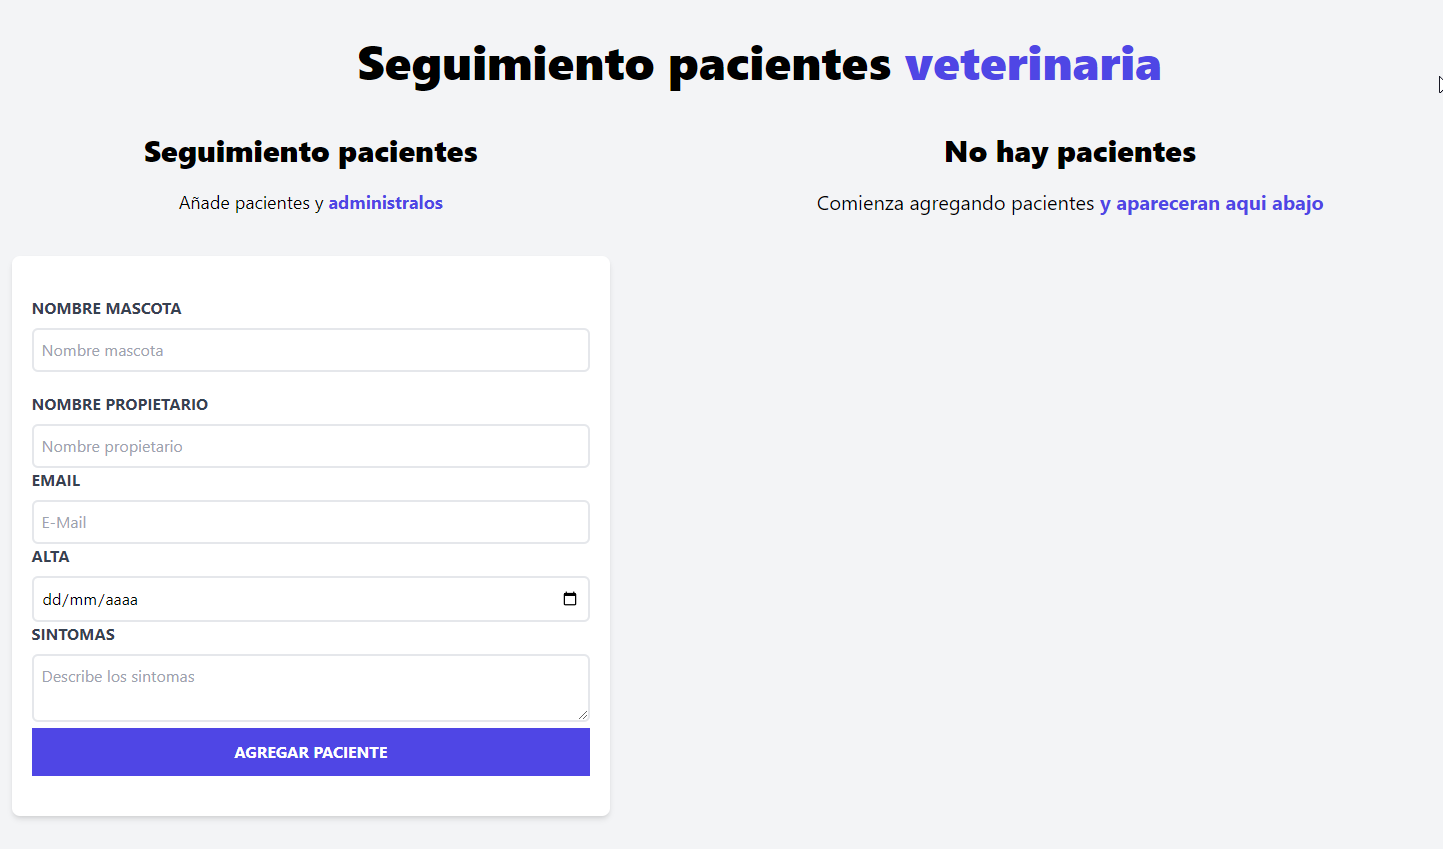 Seguimiento pacientes veterinaria
Seguimiento pacientes
Añade pacientes y administralos
NOMBRE MASCOTA
Nombre mascota
NOMBRE PROPIETARIO
Nombre propietario
EMAIL
E-Mail
ALTA
dd/mm/aaaa
SINTOMAS
Describe los sintomas
AGREGAR PACIENTE
No hay pacientes
Comienza agregando pacientes y apareceran aqui abajo